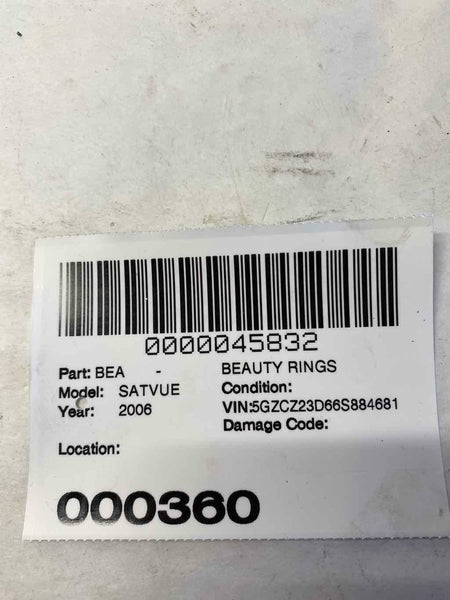 0000045832
Part: BEA - BEAUTY RINGS
Model: SATVUE Condition:
Year: 2006 VIN:5GZCZ23D66S884681
Damage Code:
Location:
000360